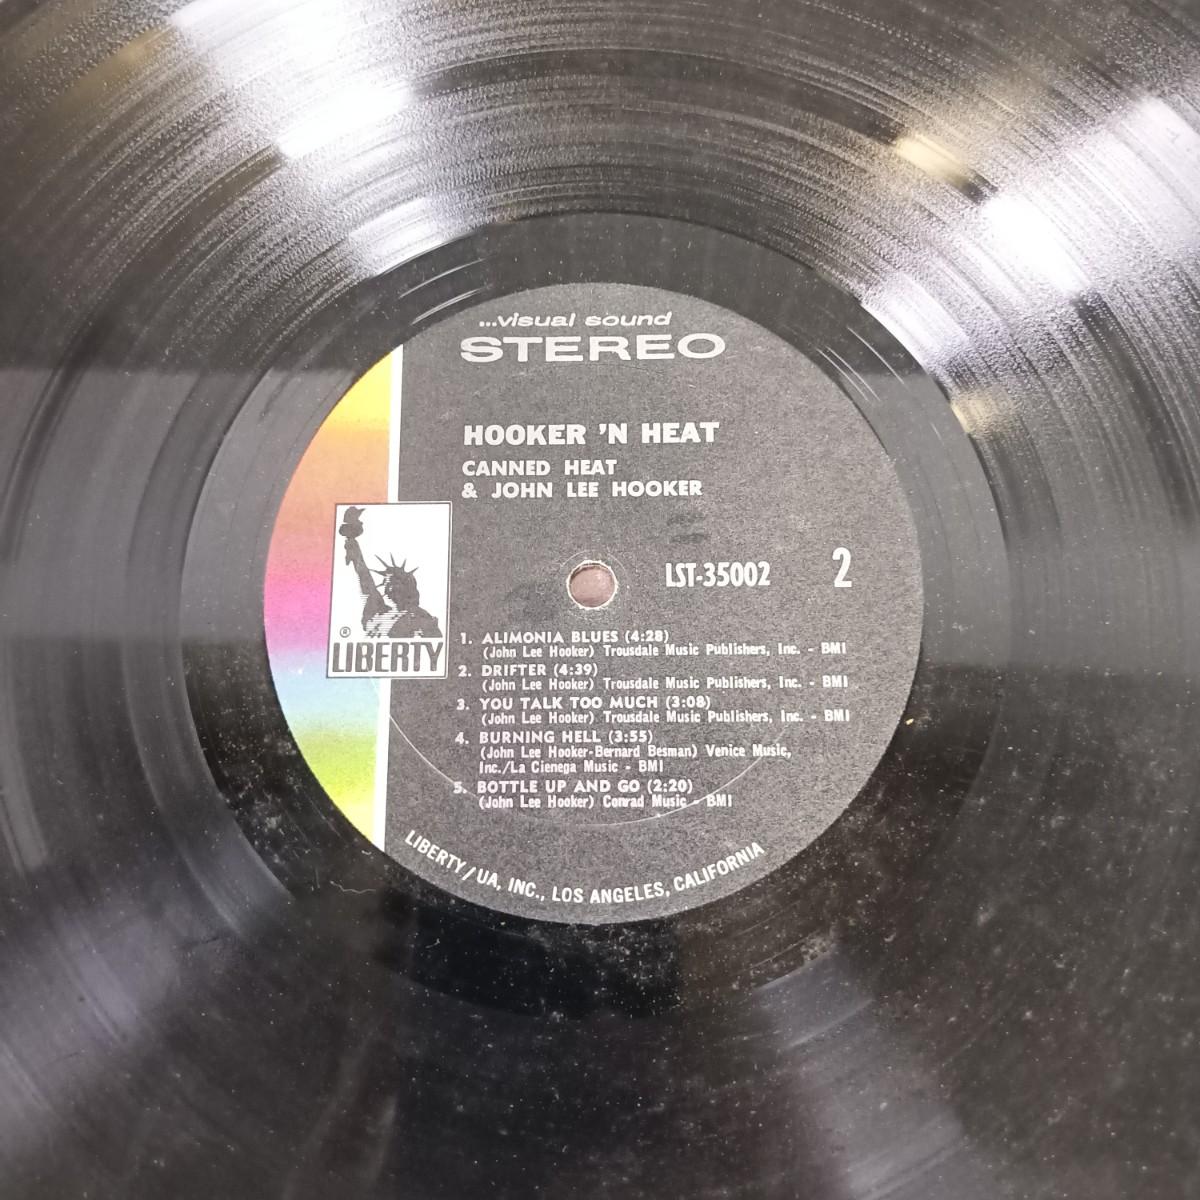 ...visual sound
STEREO
HOOKER 'N HEAT
CANNED HEAT
& JOHN LEE HOOKER
LST-35002 2
® LIBERTY
1. ALIMONIA BLUES (4:28)
(John Lee Hooker) Trousdale Music Publishers, Inc. - BMI
2. DRIFTER (4:39)
(John Lee Hooker) Trousdale Music Publishers, Inc. - BMI
3. YOU TALK TOO MUCH (3:08)
(John Lee Hooker) Trousdale Music Publishers, Inc. - BMI
4. BURNING HELL (3:55)
(John Lee Hooker-Bernard Besman) Venice Music,
Inc./La Cienega Music - BMI
5. BOTTLE UP AND GO (2:20)
(John Lee Hooker) Conrad Music - BMI
LIBERTY/UA, INC., LOS ANGELES, CALIFORNIA